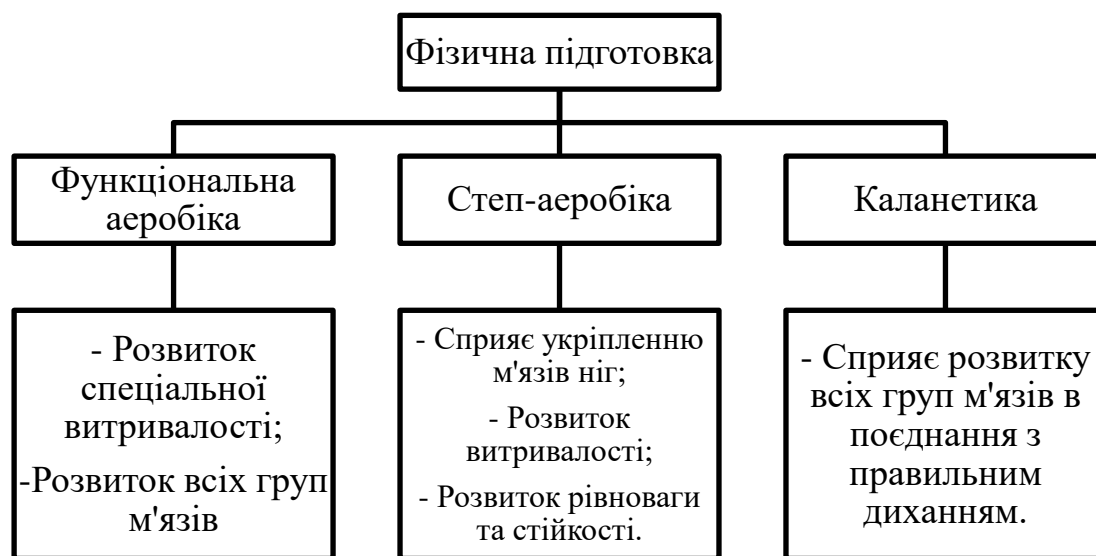 Фізична підготовка
Функціональна
аеробіка
Степ-аеробіка
Каланетика
- Розвиток
спеціальної
витривалості;
-Розвиток всіх груп
м'язів
- Сприяє укріпленню
м'язів ніг;
- Розвиток
витривалості;
- Розвиток рівноваги
та стійкості.
- Сприяє розвитку
всіх груп м'язів в
поєднання з
правильним
диханням.